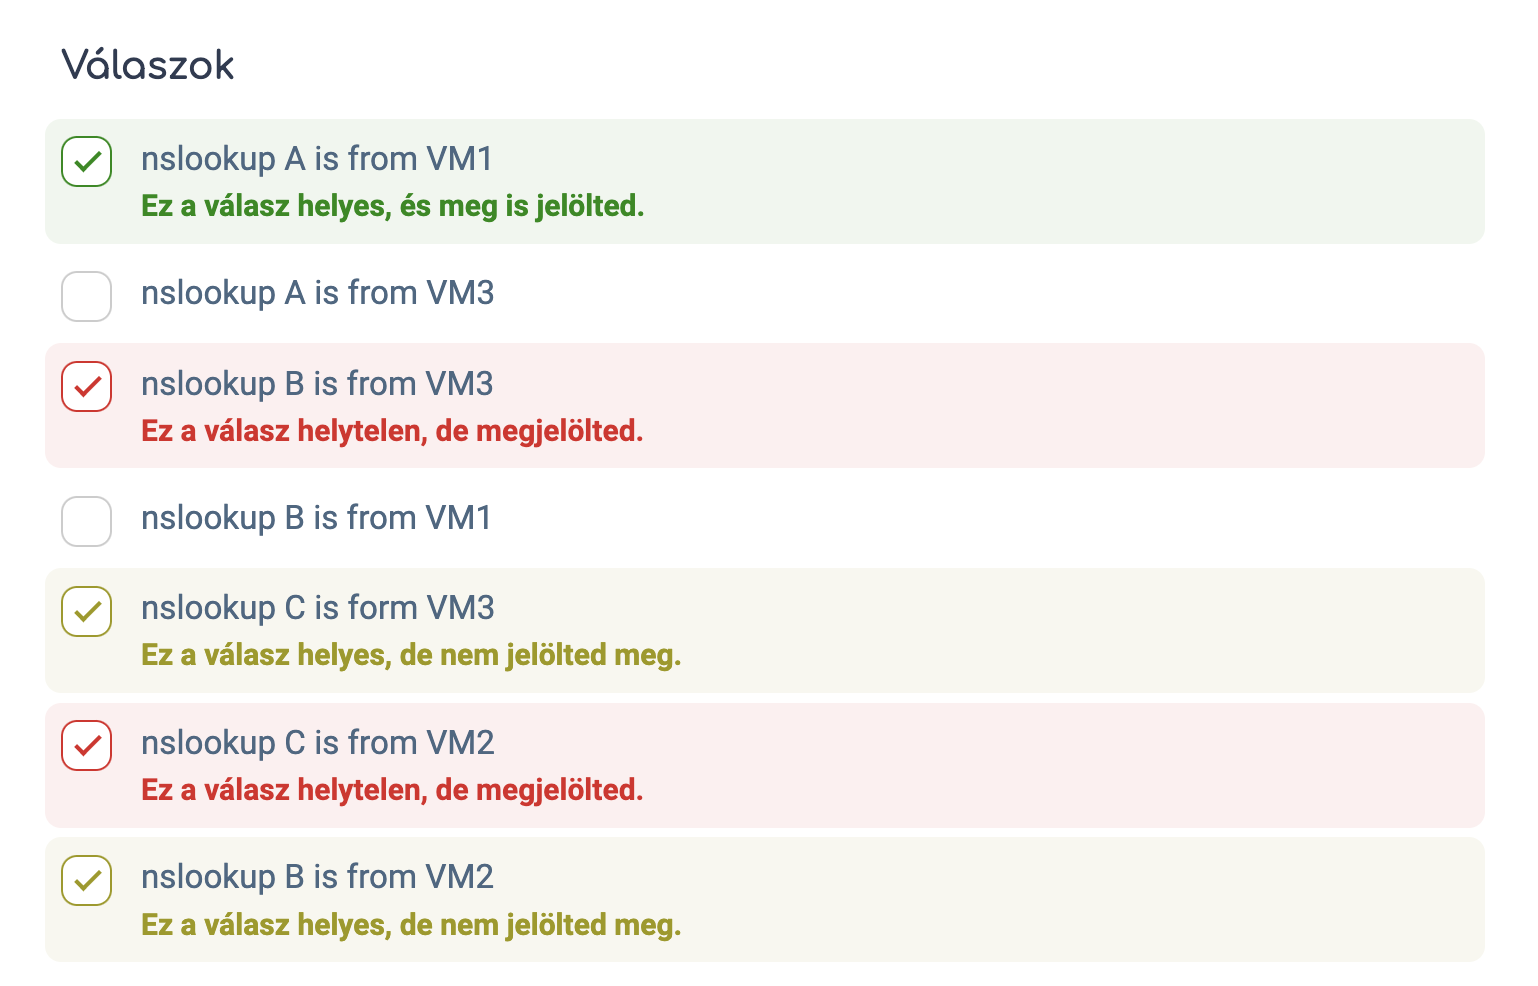 Válaszok
nslookup A is from VM1
Ez a válasz helyes, és meg is jelölted.
nslookup A is from VM3
nslookup B is from VM3
Ez a válasz helytelen, de megjelölted.
nslookup B is from VM1
nslookup C is form VM3
Ez a válasz helyes, de nem jelölted meg.
nslookup C is from VM2
Ez a válasz helytelen, de megjelölted.
nslookup B is from VM2
Ez a válasz helyes, de nem jelölted meg.